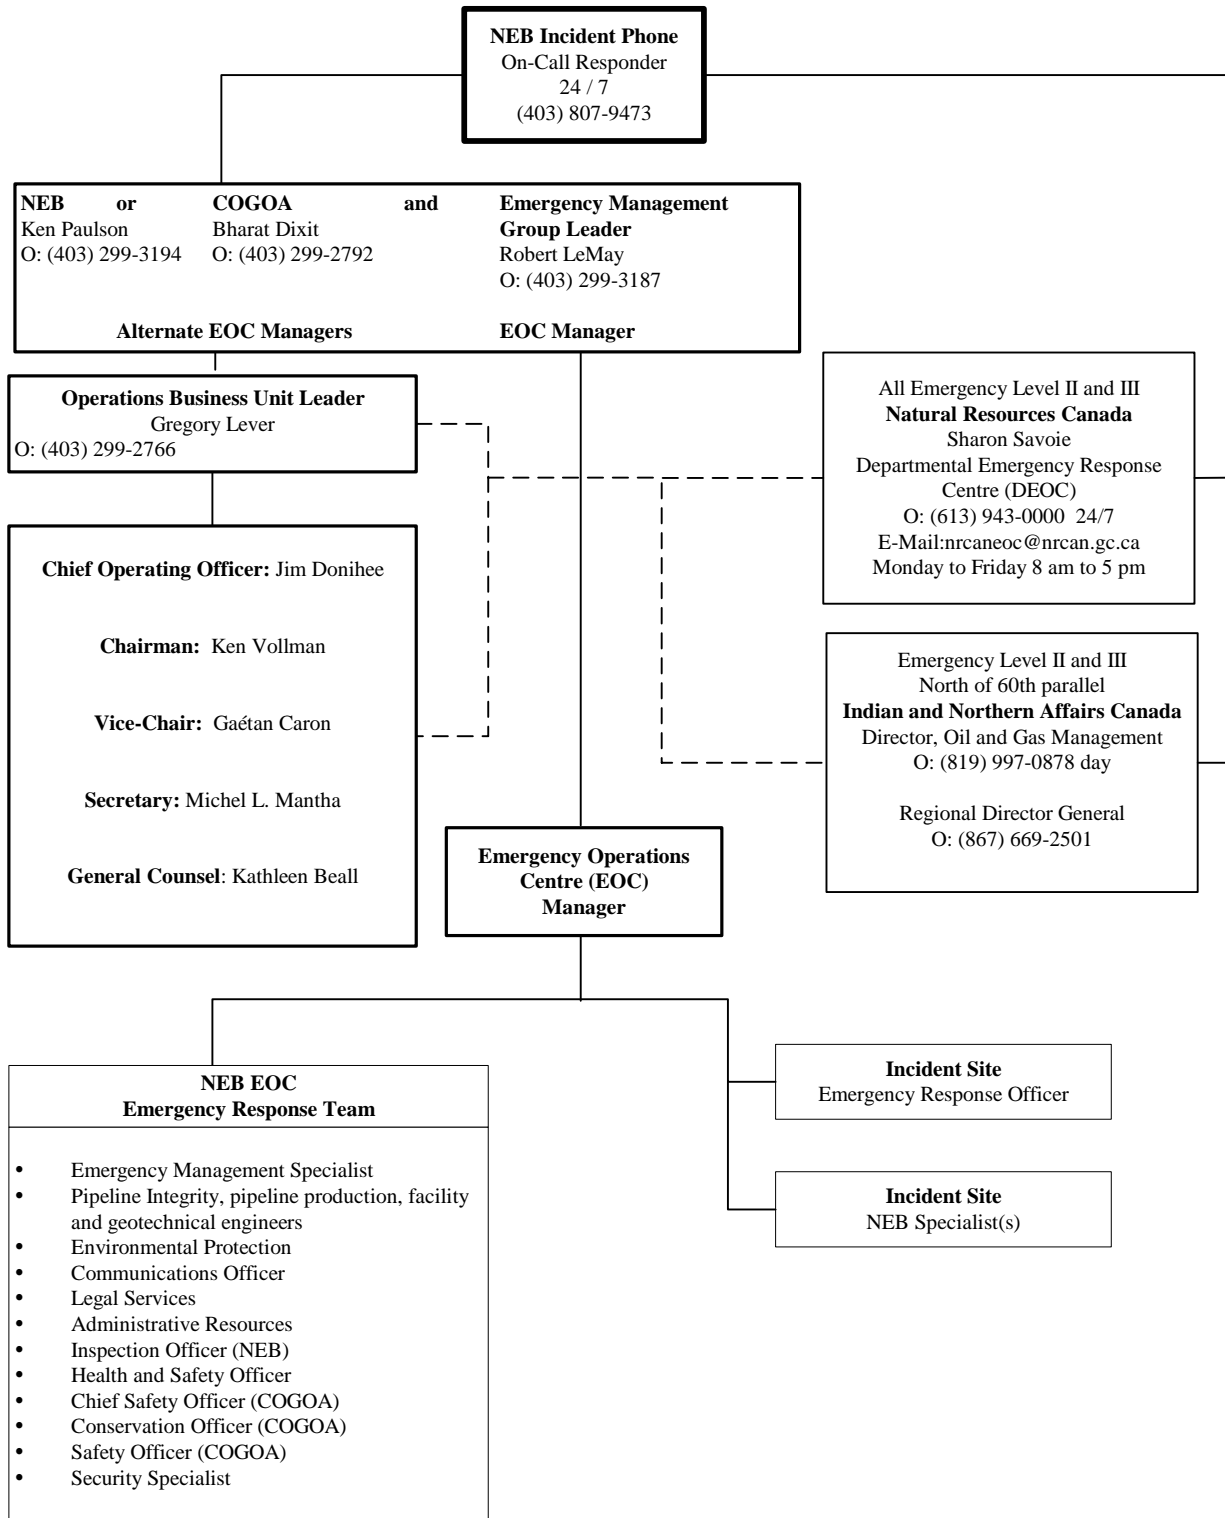 NEB Incident Phone
On-Call Responder
24 / 7
(403) 807-9473
NEB or COGOA and Emergency Management
Ken Paulson Bharat Dixit Group Leader
O: (403) 299-3194 O: (403) 299-2792 Robert LeMay
O: (403) 299-3187
Alternate EOC Managers EOC Manager
Operations Business Unit Leader
Gregory Lever
O: (403) 299-2766
All Emergency Level II and III
Natural Resources Canada
Sharon Savoie
Departmental Emergency Response
Centre (DEOC)
O: (613) 943-0000 24/7
E-Mail:nrcaneoc@nrcan.gc.ca
Monday to Friday 8 am to 5 pm
Chief Operating Officer: Jim Donihee
Chairman: Ken Vollman
Vice-Chair: Gaétan Caron
Secretary: Michel L. Mantha
General Counsel: Kathleen Beall
Emergency Level II and III
North of 60th parallel
Indian and Northern Affairs Canada
Director, Oil and Gas Management
O: (819) 997-0878 day
Regional Director General
O: (867) 669-2501
Emergency Operations
Centre (EOC)
Manager
NEB EOC
Emergency Response Team
• Emergency Management Specialist
• Pipeline Integrity, pipeline production, facility
and geotechnical engineers
• Environmental Protection
• Communications Officer
• Legal Services
• Administrative Resources
• Inspection Officer (NEB)
• Health and Safety Officer
• Chief Safety Officer (COGOA)
• Conservation Officer (COGOA)
• Safety Officer (COGOA)
• Security Specialist
Incident Site
Emergency Response Officer
Incident Site
NEB Specialist(s)